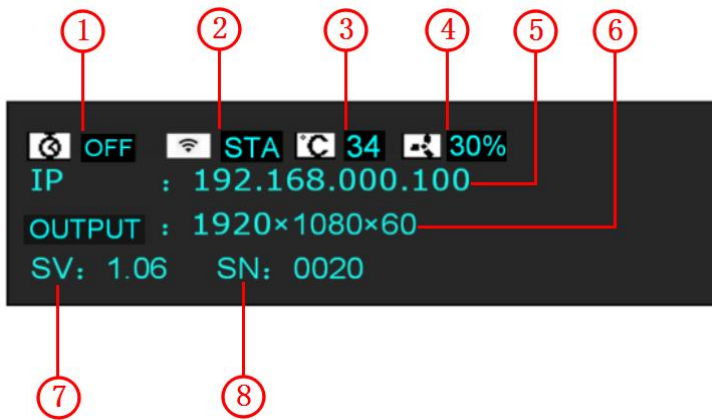 ① ② ③ ④ ⑤ ⑥
OFF STA °C 34 30%
IP : 192.168.000.100
OUTPUT : 1920×1080×60
SV: 1.06 SN: 0020
⑦ ⑧